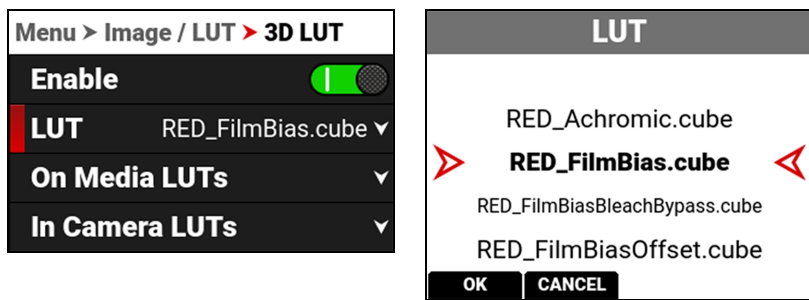 Menu > Image / LUT > 3D LUT
Enable
LUT RED_FilmBias.cube
On Media LUTs
In Camera LUTs
LUT
RED_Achromic.cube
RED_FilmBias.cube
RED_FilmBiasBleachBypass.cube
RED_FilmBiasOffset.cube
OK CANCEL